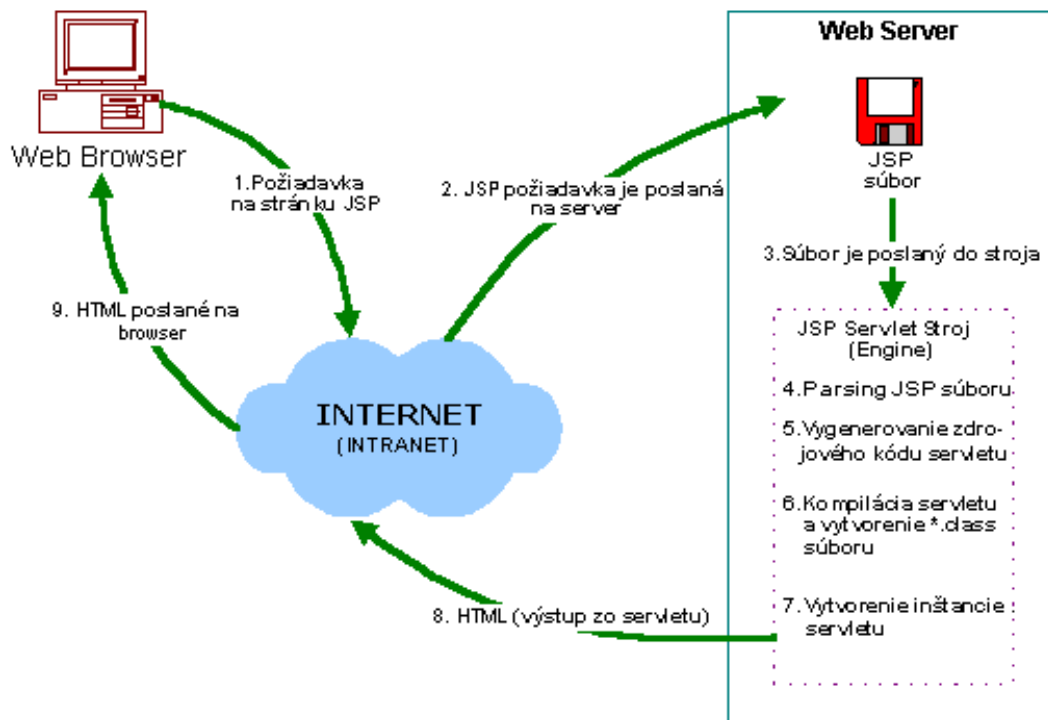 Web Server
Web Browser
JSP
súbor
1.Požiadavka
na stránku JSP
2. JSP požiadavka je poslaná
na server
3.Súbor je poslaný do stroja
9. HTML poslané na
browser
JSP Servlet Stroj
(Engine)
4.Parsing JSP súboru
5.Vygenerovanie zdro-
jového kódu servletu
6.Kompilácia servletu
a vytvorenie *.class
súboru
7.Vytvorenie inštancie
servletu
INTERNET
(INTRANET)
8. HTML (výstup zo servletu)